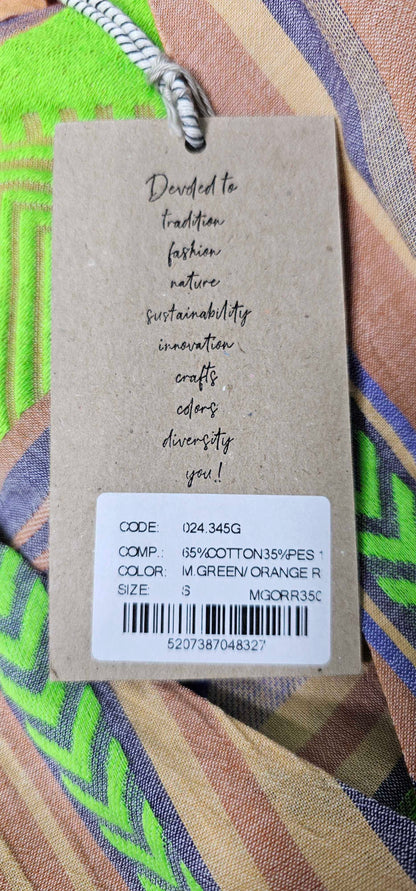 Devoted to
tradition
fashion
nature
sustainability
innovation
crafts
colors
diversity
you!
CODE: 024.345G
COMP.: 65%COTTON35%PES 1
COLOR: M.GREEN/ ORANGE R
SIZE: S MGORR350
5207387048327